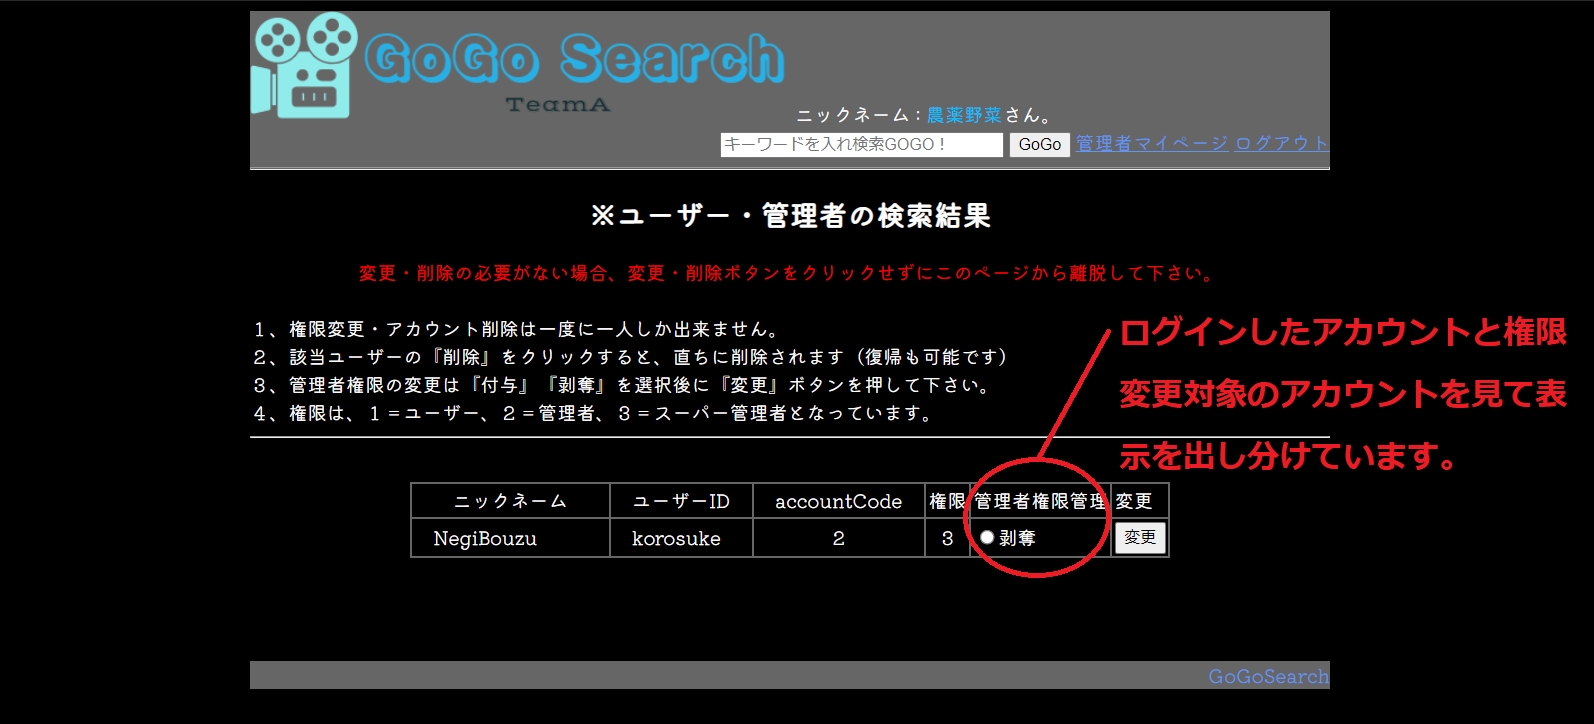 GoGo Search
TeamA
ニックネーム：農薬野菜さん。
キーワードを入れ検索GOGO！ GoGo 管理者マイページ ログアウト
※ユーザー・管理者の検索結果
変更・削除の必要がない場合、変更・削除ボタンをクリックせずにこのページから離脱して下さい。
１、権限変更・アカウント削除は一度に一人しか出来ません。
２、該当ユーザーの『削除』をクリックすると、直ちに削除されます（復帰も可能です）
３、管理者権限の変更は『付与』『剥奪』を選択後に『変更』ボタンを押して下さい。
４、権限は、１＝ユーザー、２＝管理者、３＝スーパー管理者となっています。
ログインしたアカウントと権限
変更対象のアカウントを見て表
示を出し分けています。
ニックネーム ユーザーID accountCode 権限 管理者権限管理 変更
NegiBouzu korosuke 2 3 剥奪 変更
GoGoSearch